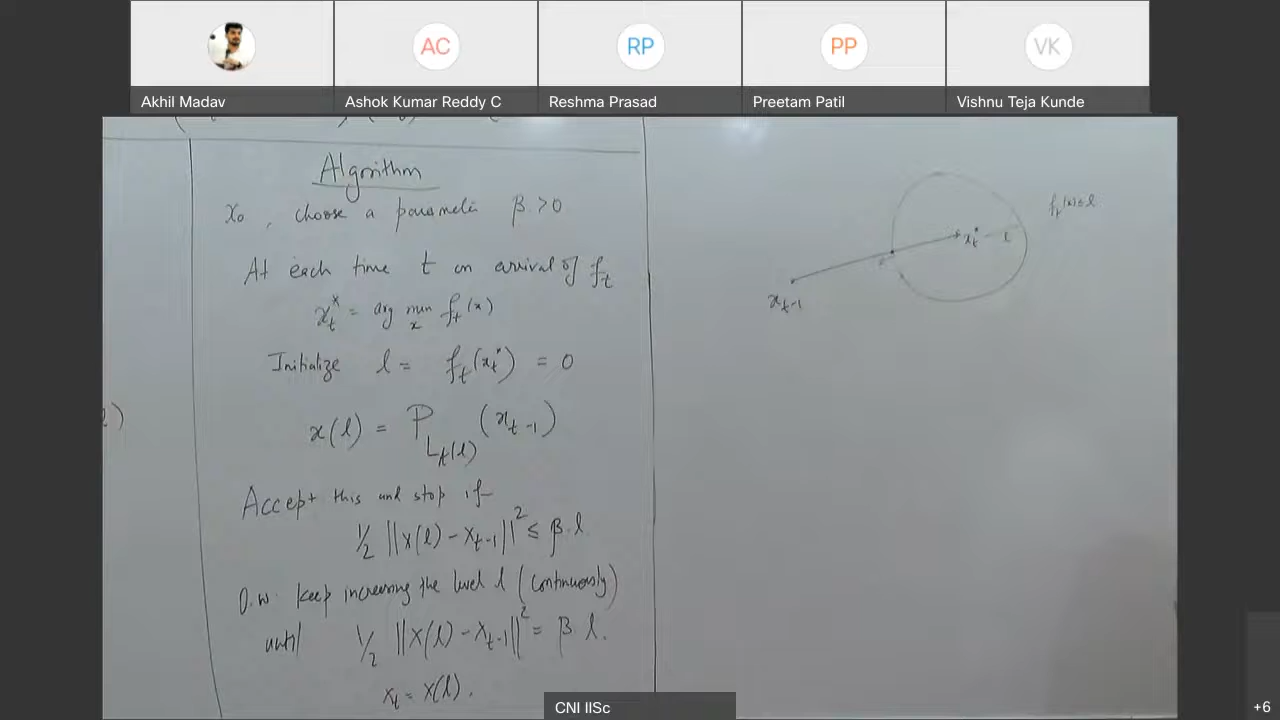 AC
RP
PP
VK
Akhil Madav
Ashok Kumar Reddy C
Reshma Prasad
Preetam Patil
Vishnu Teja Kunde
Algorithm
x₀ , choose a parameter β > 0
At each time t on arrival of fₜ
xₜ* = arg min fₜ(x)
x
Initialize l = fₜ(xₜ*) = 0
x(l) = P_{Lₜ(l)} (xₜ₋₁)
Accept this and stop if
1/2 ||x(l) - xₜ₋₁||² ≤ β. l
O.w. keep increasing the level l (continuously)
until 1/2 ||x(l) - xₜ₋₁||² = β. l.
xₜ = x(l).
fₜ(x)≤l
xₜ*
l
xₜ₋₁
CNI IISc
+6